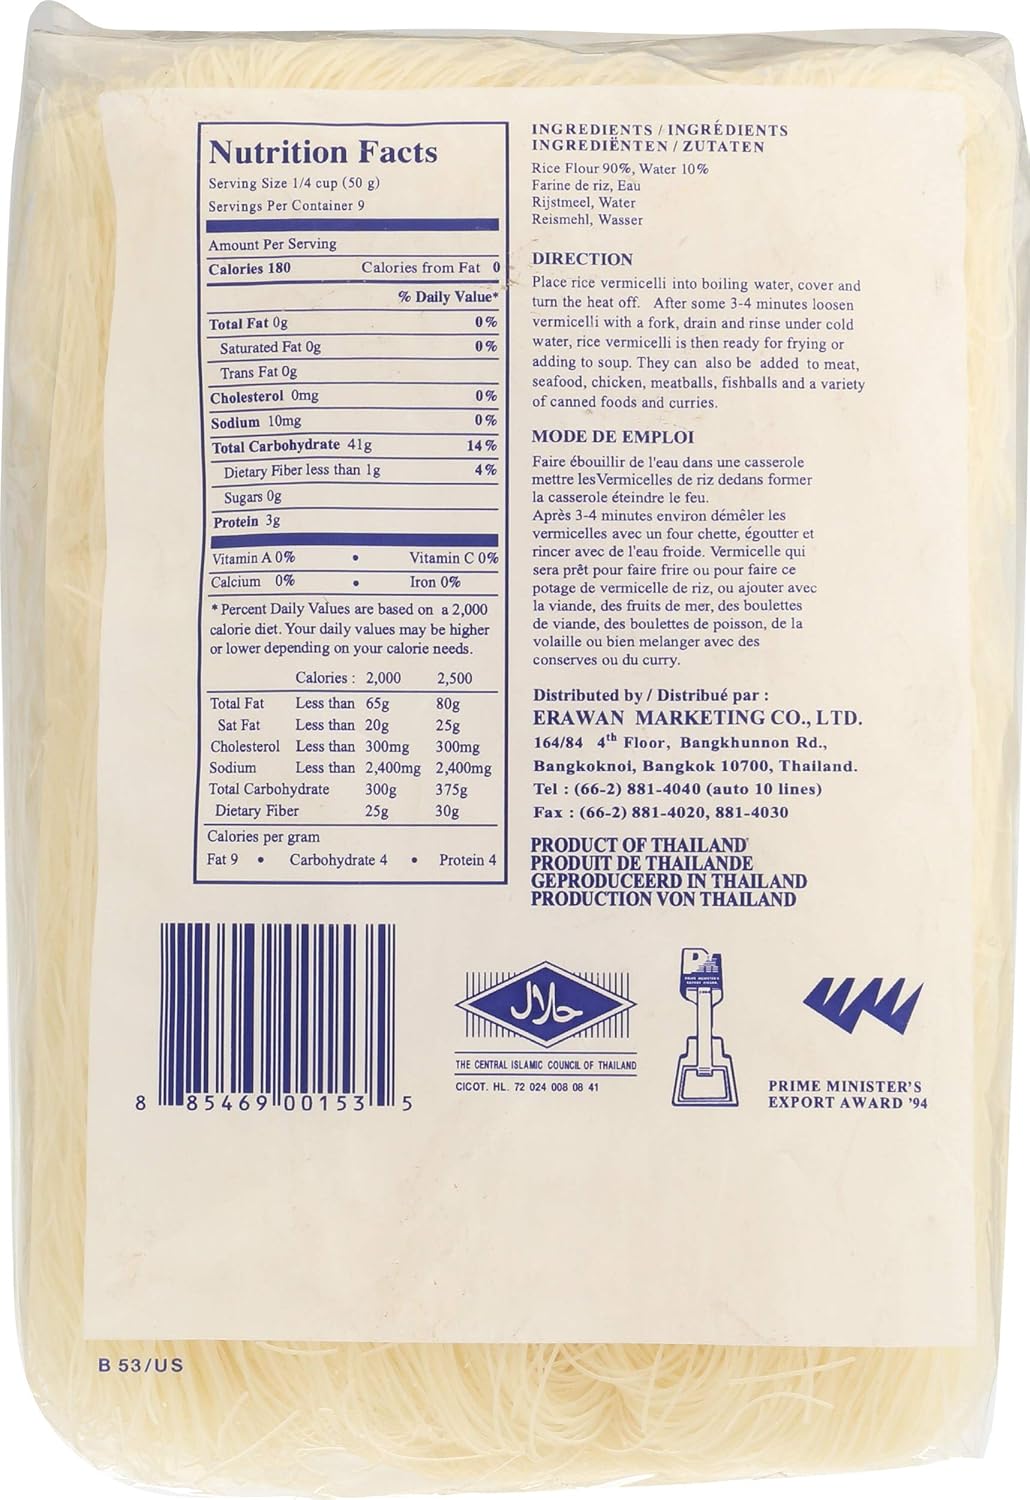 Nutrition Facts
Serving Size 1/4 cup (50 g)
Servings Per Container 9
Amount Per Serving
Calories 180 Calories from Fat 0
% Daily Value*
Total Fat 0g 0%
Saturated Fat 0g 0%
Trans Fat 0g
Cholesterol 0mg 0%
Sodium 10mg 0%
Total Carbohydrate 41g 14%
Dietary Fiber less than 1g 4%
Sugars 0g
Protein 3g
Vitamin A 0% • Vitamin C 0%
Calcium 0% • Iron 0%
* Percent Daily Values are based on a 2,000
calorie diet. Your daily values may be higher
or lower depending on your calorie needs.
Calories : 2,000 2,500
Total Fat Less than 65g 80g
Sat Fat Less than 20g 25g
Cholesterol Less than 300mg 300mg
Sodium Less than 2,400mg 2,400mg
Total Carbohydrate 300g 375g
Dietary Fiber 25g 30g
Calories per gram
Fat 9 • Carbohydrate 4 • Protein 4
INGREDIENTS / INGRÉDIENTS
INGREDIËNTEN / ZUTATEN
Rice Flour 90%, Water 10%
Farine de riz, Eau
Rijstmeel, Water
Reismehl, Wasser
DIRECTION
Place rice vermicelli into boiling water, cover and
turn the heat off. After some 3-4 minutes loosen
vermicelli with a fork, drain and rinse under cold
water, rice vermicelli is then ready for frying or
adding to soup. They can also be added to meat,
seafood, chicken, meatballs, fishballs and a variety
of canned foods and curries.
MODE DE EMPLOI
Faire ébouillir de l'eau dans une casserole
mettre les Vermicelles de riz dedans former
la casserole éteindre le feu.
Après 3-4 minutes environ démêler les
vermicelles avec un four chette, égoutter et
rincer avec de l'eau froide. Vermicelle qui
sera prêt pour faire frire ou pour faire ce
potage de vermicelle de riz, ou ajouter avec
la viande, des fruits de mer, des boulettes
de viande, des boulettes de poisson, de la
volaille ou bien melanger avec des
conserves ou du curry.
Distributed by / Distribué par :
ERAWAN MARKETING CO., LTD.
164/84 4th Floor, Bangkhunnon Rd.,
Bangkoknoi, Bangkok 10700, Thailand.
Tel : (66-2) 881-4040 (auto 10 lines)
Fax : (66-2) 881-4020, 881-4030
PRODUCT OF THAILAND
PRODUIT DE THAILANDE
GEPRODUCEERD IN THAILAND
PRODUCTION VON THAILAND
8 85469 00153 5
حلال
THE CENTRAL ISLAMIC COUNCIL OF THAILAND
CICOT. HL. 72 024 008 08 41
PRIME MINISTER'S
EXPORT AWARD
PRIME MINISTER'S
EXPORT AWARD '94
B 53/US